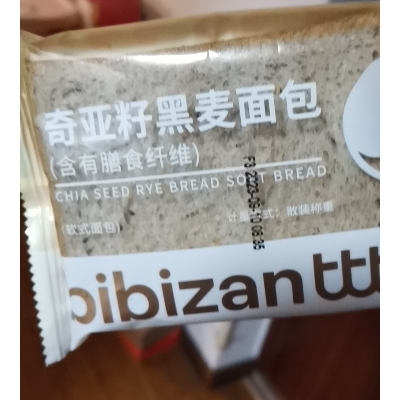 奇亚籽黑麦面包
(含有膳食纤维)
CHIA SEED RYE BREAD SOFT BREAD
(软式面包)
计量方式：散装称重
bibizan